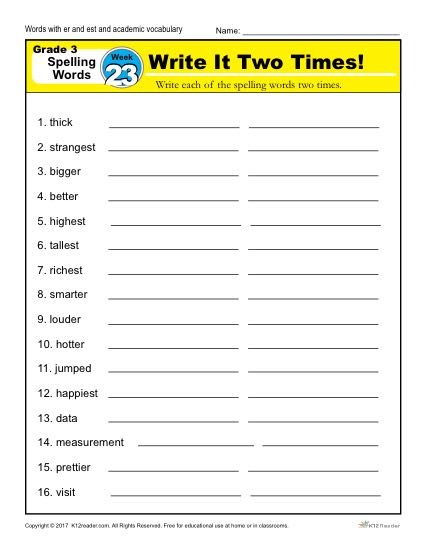 Words with er and est and academic vocabulary
Name:
Grade 3
Spelling
Words
Week
23
Write It Two Times!
Write each of the spelling words two times.
1. thick
2. strangest
3. bigger
4. better
5. highest
6. tallest
7. richest
8. smarter
9. louder
10. hotter
11. jumped
12. happiest
13. data
14. measurement
15. prettier
16. visit
Copyright © 2017 K12reader.com. All Rights Reserved. Free for educational use at home or in classrooms.
K12Reader